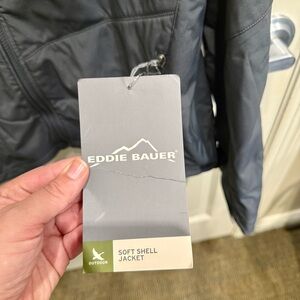 EDDIE BAUER®
SOFT SHELL
JACKET
OUTDOOR